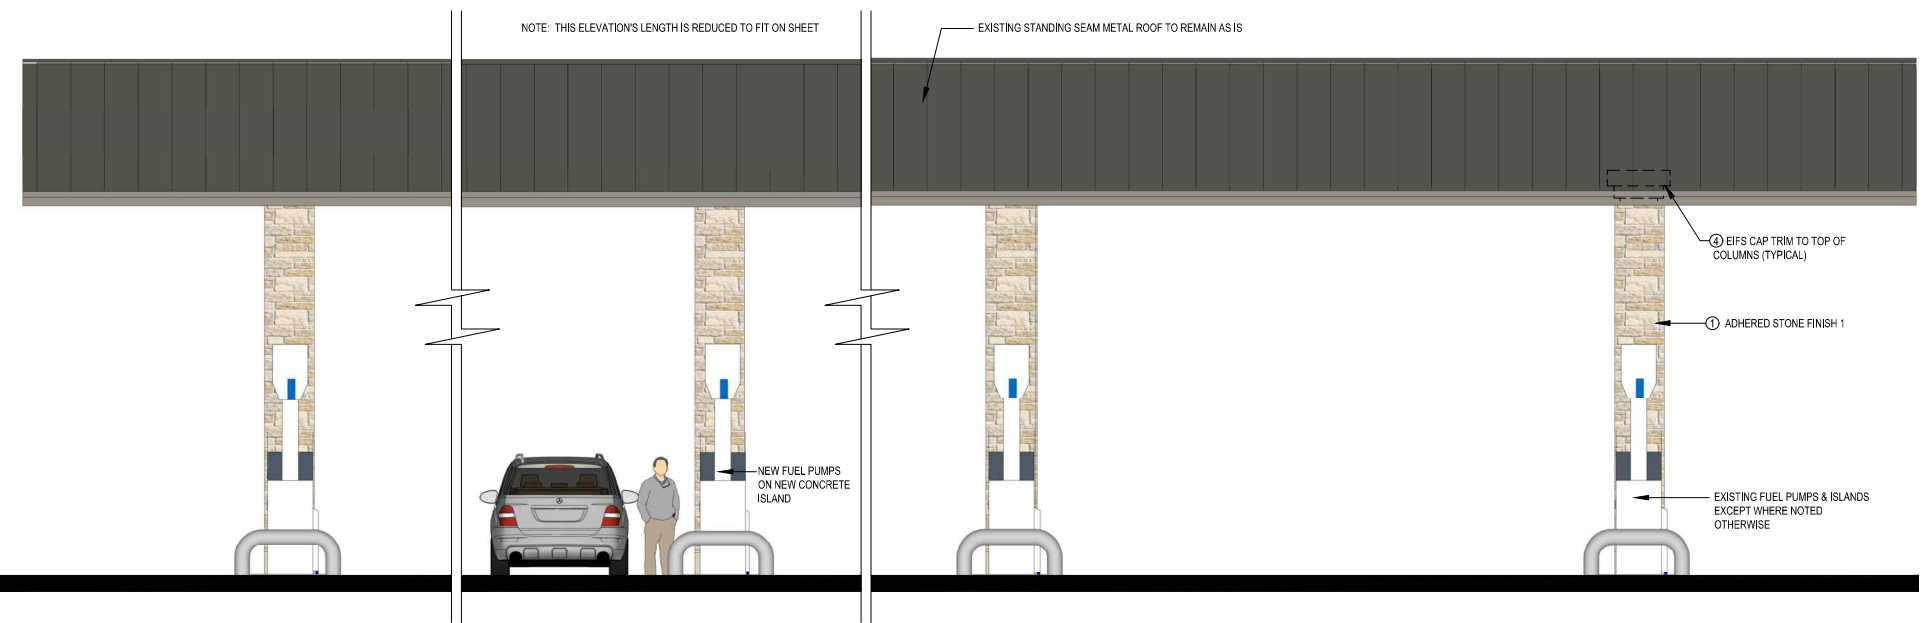 NOTE: THIS ELEVATION'S LENGTH IS REDUCED TO FIT ON SHEET
EXISTING STANDING SEAM METAL ROOF TO REMAIN AS IS
4 EIFS CAP TRIM TO TOP OF
COLUMNS (TYPICAL)
1 ADHERED STONE FINISH 1
NEW FUEL PUMPS
ON NEW CONCRETE
ISLAND
EXISTING FUEL PUMPS & ISLANDS
EXCEPT WHERE NOTED
OTHERWISE